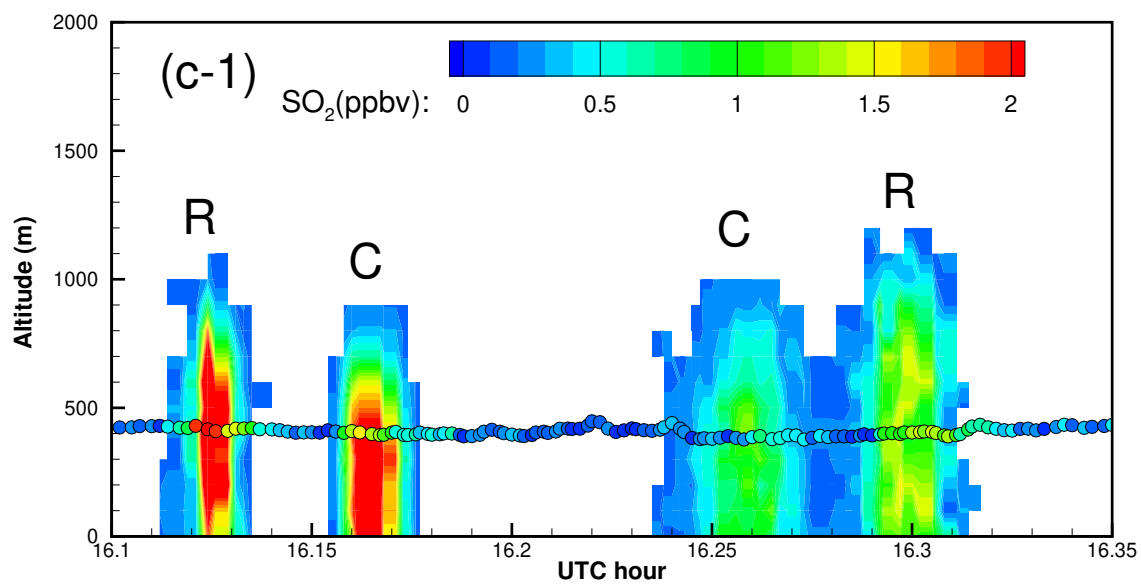 2000
(c-1)
SO2(ppbv): 0 0.5 1 1.5 2
1500
R C C R
1000
Altitude (m)
500
0
16.1 16.15 16.2 16.25 16.3 16.35
UTC hour